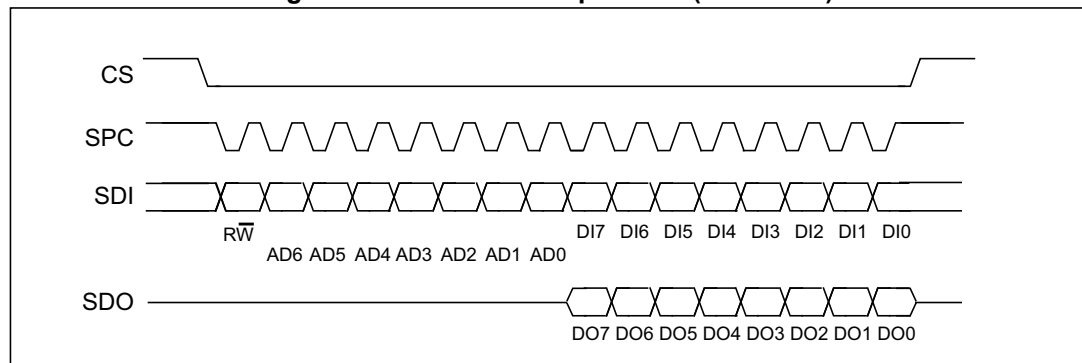 CS
SPC
SDI
RW̅
DI7 DI6 DI5 DI4 DI3 DI2 DI1 DI0
AD6 AD5 AD4 AD3 AD2 AD1 AD0
SDO
DO7 DO6 DO5 DO4 DO3 DO2 DO1 DO0